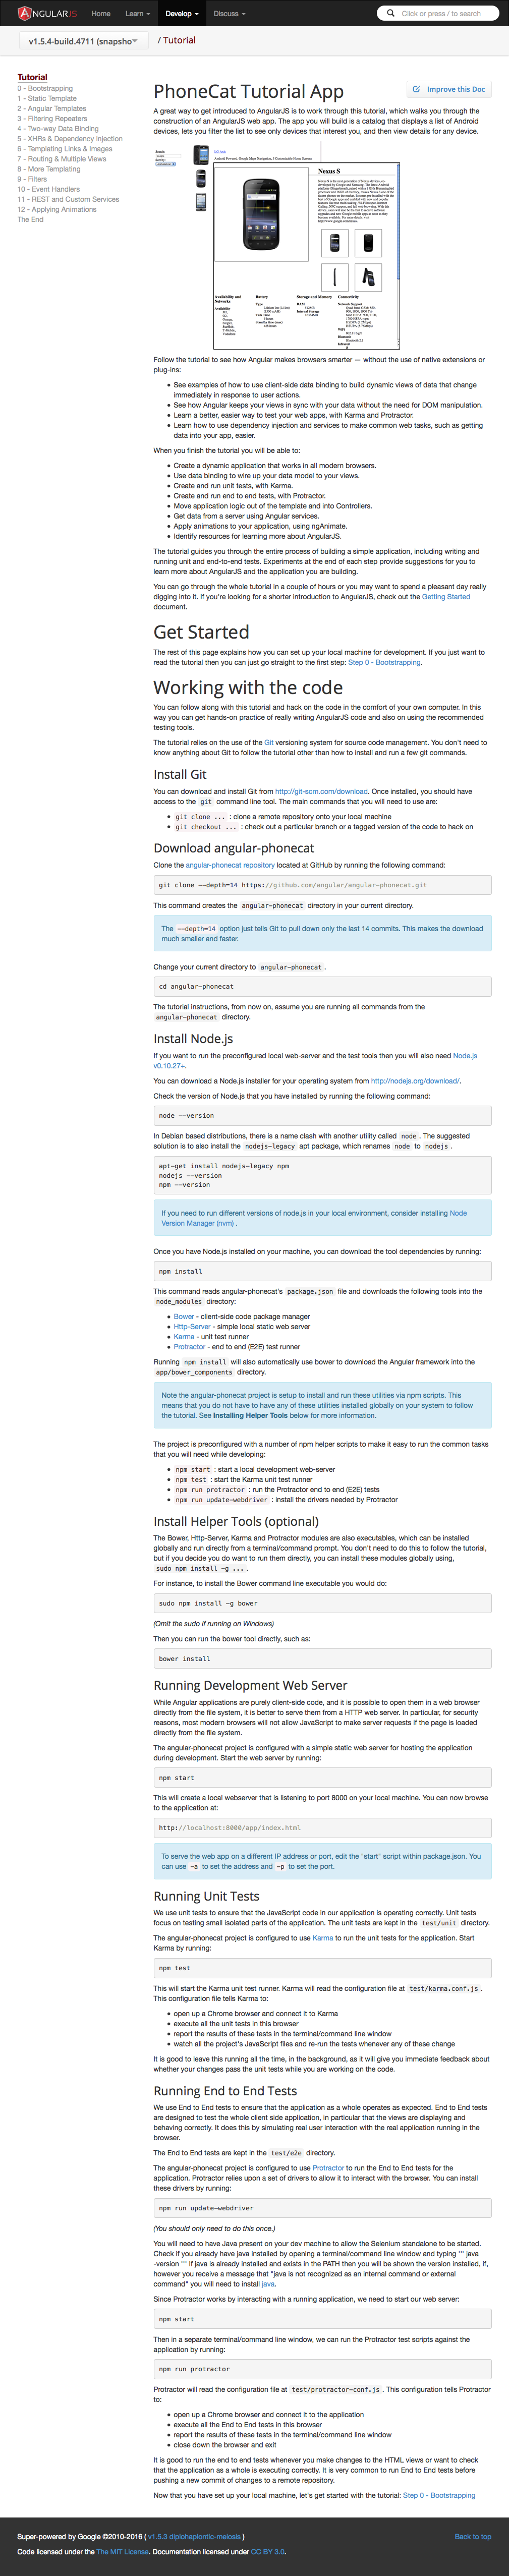 ANGULARJS
Home
Learn
Develop
Discuss
Click or press / to search
v1.5.4-build.4711 (snapsho
/ Tutorial
Tutorial
0 - Bootstrapping
1 - Static Template
2 - Angular Templates
3 - Filtering Repeaters
4 - Two-way Data Binding
5 - XHRs & Dependency Injection
6 - Templating Links & Images
7 - Routing & Multiple Views
8 - More Templating
9 - Filters
10 - Event Handlers
11 - REST and Custom Services
12 - Applying Animations
The End
PhoneCat Tutorial App
Improve this Doc
A great way to get introduced to AngularJS is to work through this tutorial, which walks you through the
construction of an AngularJS web app. The app you will build is a catalog that displays a list of Android
devices, lets you filter the list to see only devices that interest you, and then view details for any device.
Nexus S
Availability and
Networks
Battery
Storage and Memory
Connectivity
Follow the tutorial to see how Angular makes browsers smarter — without the use of native extensions or
plug-ins:
See examples of how to use client-side data binding to build dynamic views of data that change
immediately in response to user actions.
See how Angular keeps your views in sync with your data without the need for DOM manipulation.
Learn a better, easier way to test your web apps, with Karma and Protractor.
Learn how to use dependency injection and services to make common web tasks, such as getting
data into your app, easier.
When you finish the tutorial you will be able to:
Create a dynamic application that works in all modern browsers.
Use data binding to wire up your data model to your views.
Create and run unit tests, with Karma.
Create and run end to end tests, with Protractor.
Move application logic out of the template and into Controllers.
Get data from a server using Angular services.
Apply animations to your application, using ngAnimate.
Identify resources for learning more about AngularJS.
The tutorial guides you through the entire process of building a simple application, including writing and
running unit and end-to-end tests. Experiments at the end of each step provide suggestions for you to
learn more about AngularJS and the application you are building.
You can go through the whole tutorial in a couple of hours or you may want to spend a pleasant day really
digging into it. If you're looking for a shorter introduction to AngularJS, check out the Getting Started
document.
Get Started
The rest of this page explains how you can set up your local machine for development. If you just want to
read the tutorial then you can just go straight to the first step: Step 0 - Bootstrapping.
Working with the code
You can follow along with this tutorial and hack on the code in the comfort of your own computer. In this
way you can get hands-on practice of really writing AngularJS code and also on using the recommended
testing tools.
The tutorial relies on the use of the Git versioning system for source code management. You don't need to
know anything about Git to follow the tutorial other than how to install and run a few git commands.
Install Git
You can download and install Git from http://git-scm.com/download. Once installed, you should have
access to the git command line tool. The main commands that you will need to use are:
git clone ... : clone a remote repository onto your local machine
git checkout ... : check out a particular branch or a tagged version of the code to hack on
Download angular-phonecat
Clone the angular-phonecat repository located at GitHub by running the following command:
git clone --depth=14 https://github.com/angular/angular-phonecat.git
This command creates the angular-phonecat directory in your current directory.
The --depth=14 option just tells Git to pull down only the last 14 commits. This makes the download
much smaller and faster.
Change your current directory to angular-phonecat.
cd angular-phonecat
The tutorial instructions, from now on, assume you are running all commands from the
angular-phonecat directory.
Install Node.js
If you want to run the preconfigured local web-server and the test tools then you will also need Node.js
v0.10.27+.
You can download a Node.js installer for your operating system from http://nodejs.org/download/.
Check the version of Node.js that you have installed by running the following command:
node --version
In Debian based distributions, there is a name clash with another utility called node. The suggested
solution is to also install the nodejs-legacy apt package, which renames node to nodejs.
apt-get install nodejs-legacy npm
nodejs --version
npm --version
If you need to run different versions of node.js in your local environment, consider installing Node
Version Manager (nvm) .
Once you have Node.js installed on your machine, you can download the tool dependencies by running:
npm install
This command reads angular-phonecat's package.json file and downloads the following tools into the
node_modules directory:
Bower - client-side code package manager
Http-Server - simple local static web server
Karma - unit test runner
Protractor - end to end (E2E) test runner
Running npm install will also automatically use bower to download the Angular framework into the
app/bower_components directory.
Note the angular-phonecat project is setup to install and run these utilities via npm scripts. This
means that you do not have to have any of these utilities installed globally on your system to follow
the tutorial. See Installing Helper Tools below for more information.
The project is preconfigured with a number of npm helper scripts to make it easy to run the common tasks
that you will need while developing:
npm start : start a local development web-server
npm test : start the Karma unit test runner
npm run protractor : run the Protractor end to end (E2E) tests
npm run update-webdriver : install the drivers needed by Protractor
Install Helper Tools (optional)
The Bower, Http-Server, Karma and Protractor modules are also executables, which can be installed
globally and run directly from a terminal/command prompt. You don't need to do this to follow the tutorial,
but if you decide you do want to run them directly, you can install these modules globally using,
sudo npm install -g ... .
For instance, to install the Bower command line executable you would do:
sudo npm install -g bower
(Omit the sudo if running on Windows)
Then you can run the bower tool directly, such as:
bower install
Running Development Web Server
While Angular applications are purely client-side code, and it is possible to open them in a web browser
directly from the file system, it is better to serve them from a HTTP web server. In particular, for security
reasons, most modern browsers will not allow JavaScript to make server requests if the page is loaded
directly from the file system.
The angular-phonecat project is configured with a simple static web server for hosting the application
during development. Start the web server by running:
npm start
This will create a local webserver that is listening to port 8000 on your local machine. You can now browse
to the application at:
http://localhost:8000/app/index.html
To serve the web app on a different IP address or port, edit the "start" script within package.json. You
can use -a to set the address and -p to set the port.
Running Unit Tests
We use unit tests to ensure that the JavaScript code in our application is operating correctly. Unit tests
focus on testing small isolated parts of the application. The unit tests are kept in the test/unit directory.
The angular-phonecat project is configured to use Karma to run the unit tests for the application. Start
Karma by running:
npm test
This will start the Karma unit test runner. Karma will read the configuration file at test/karma.conf.js.
This configuration file tells Karma to:
open up a Chrome browser and connect it to Karma
execute all the unit tests in this browser
report the results of these tests in the terminal/command line window
watch all the project's JavaScript files and re-run the tests whenever any of these change
It is good to leave this running all the time, in the background, as it will give you immediate feedback about
whether your changes pass the unit tests while you are working on the code.
Running End to End Tests
We use End to End tests to ensure that the application as a whole operates as expected. End to End tests
are designed to test the whole client side application, in particular that the views are displaying and
behaving correctly. It does this by simulating real user interaction with the real application running in the
browser.
The End to End tests are kept in the test/e2e directory.
The angular-phonecat project is configured to use Protractor to run the End to End tests for the
application. Protractor relies upon a set of drivers to allow it to interact with the browser. You can install
these drivers by running:
npm run update-webdriver
(You should only need to do this once.)
You will need to have Java present on your dev machine to allow the Selenium standalone to be started.
Check if you already have java installed by opening a terminal/command line window and typing ''' java
-version ''' If java is already installed and exists in the PATH then you will be shown the version installed, if,
however you receive a message that "java is not recognized as an internal command or external
command" you will need to install java.
Since Protractor works by interacting with a running application, we need to start our web server:
npm start
Then in a separate terminal/command line window, we can run the Protractor test scripts against the
application by running:
npm run protractor
Protractor will read the configuration file at test/protractor-conf.js. This configuration tells Protractor
to:
open up a Chrome browser and connect it to the application
execute all the End to End tests in this browser
report the results of these tests in the terminal/command line window
close down the browser and exit
It is good to run the end to end tests whenever you make changes to the HTML views or want to check
that the application as a whole is executing correctly. It is very common to run End to End tests before
pushing a new commit of changes to a remote repository.
Now that you have set up your local machine, let's get started with the tutorial: Step 0 - Bootstrapping
Super-powered by Google ©2010-2016 ( v1.5.3 diplohaplontic-meiosis )
Back to top
Code licensed under the The MIT License. Documentation licensed under CC BY 3.0.